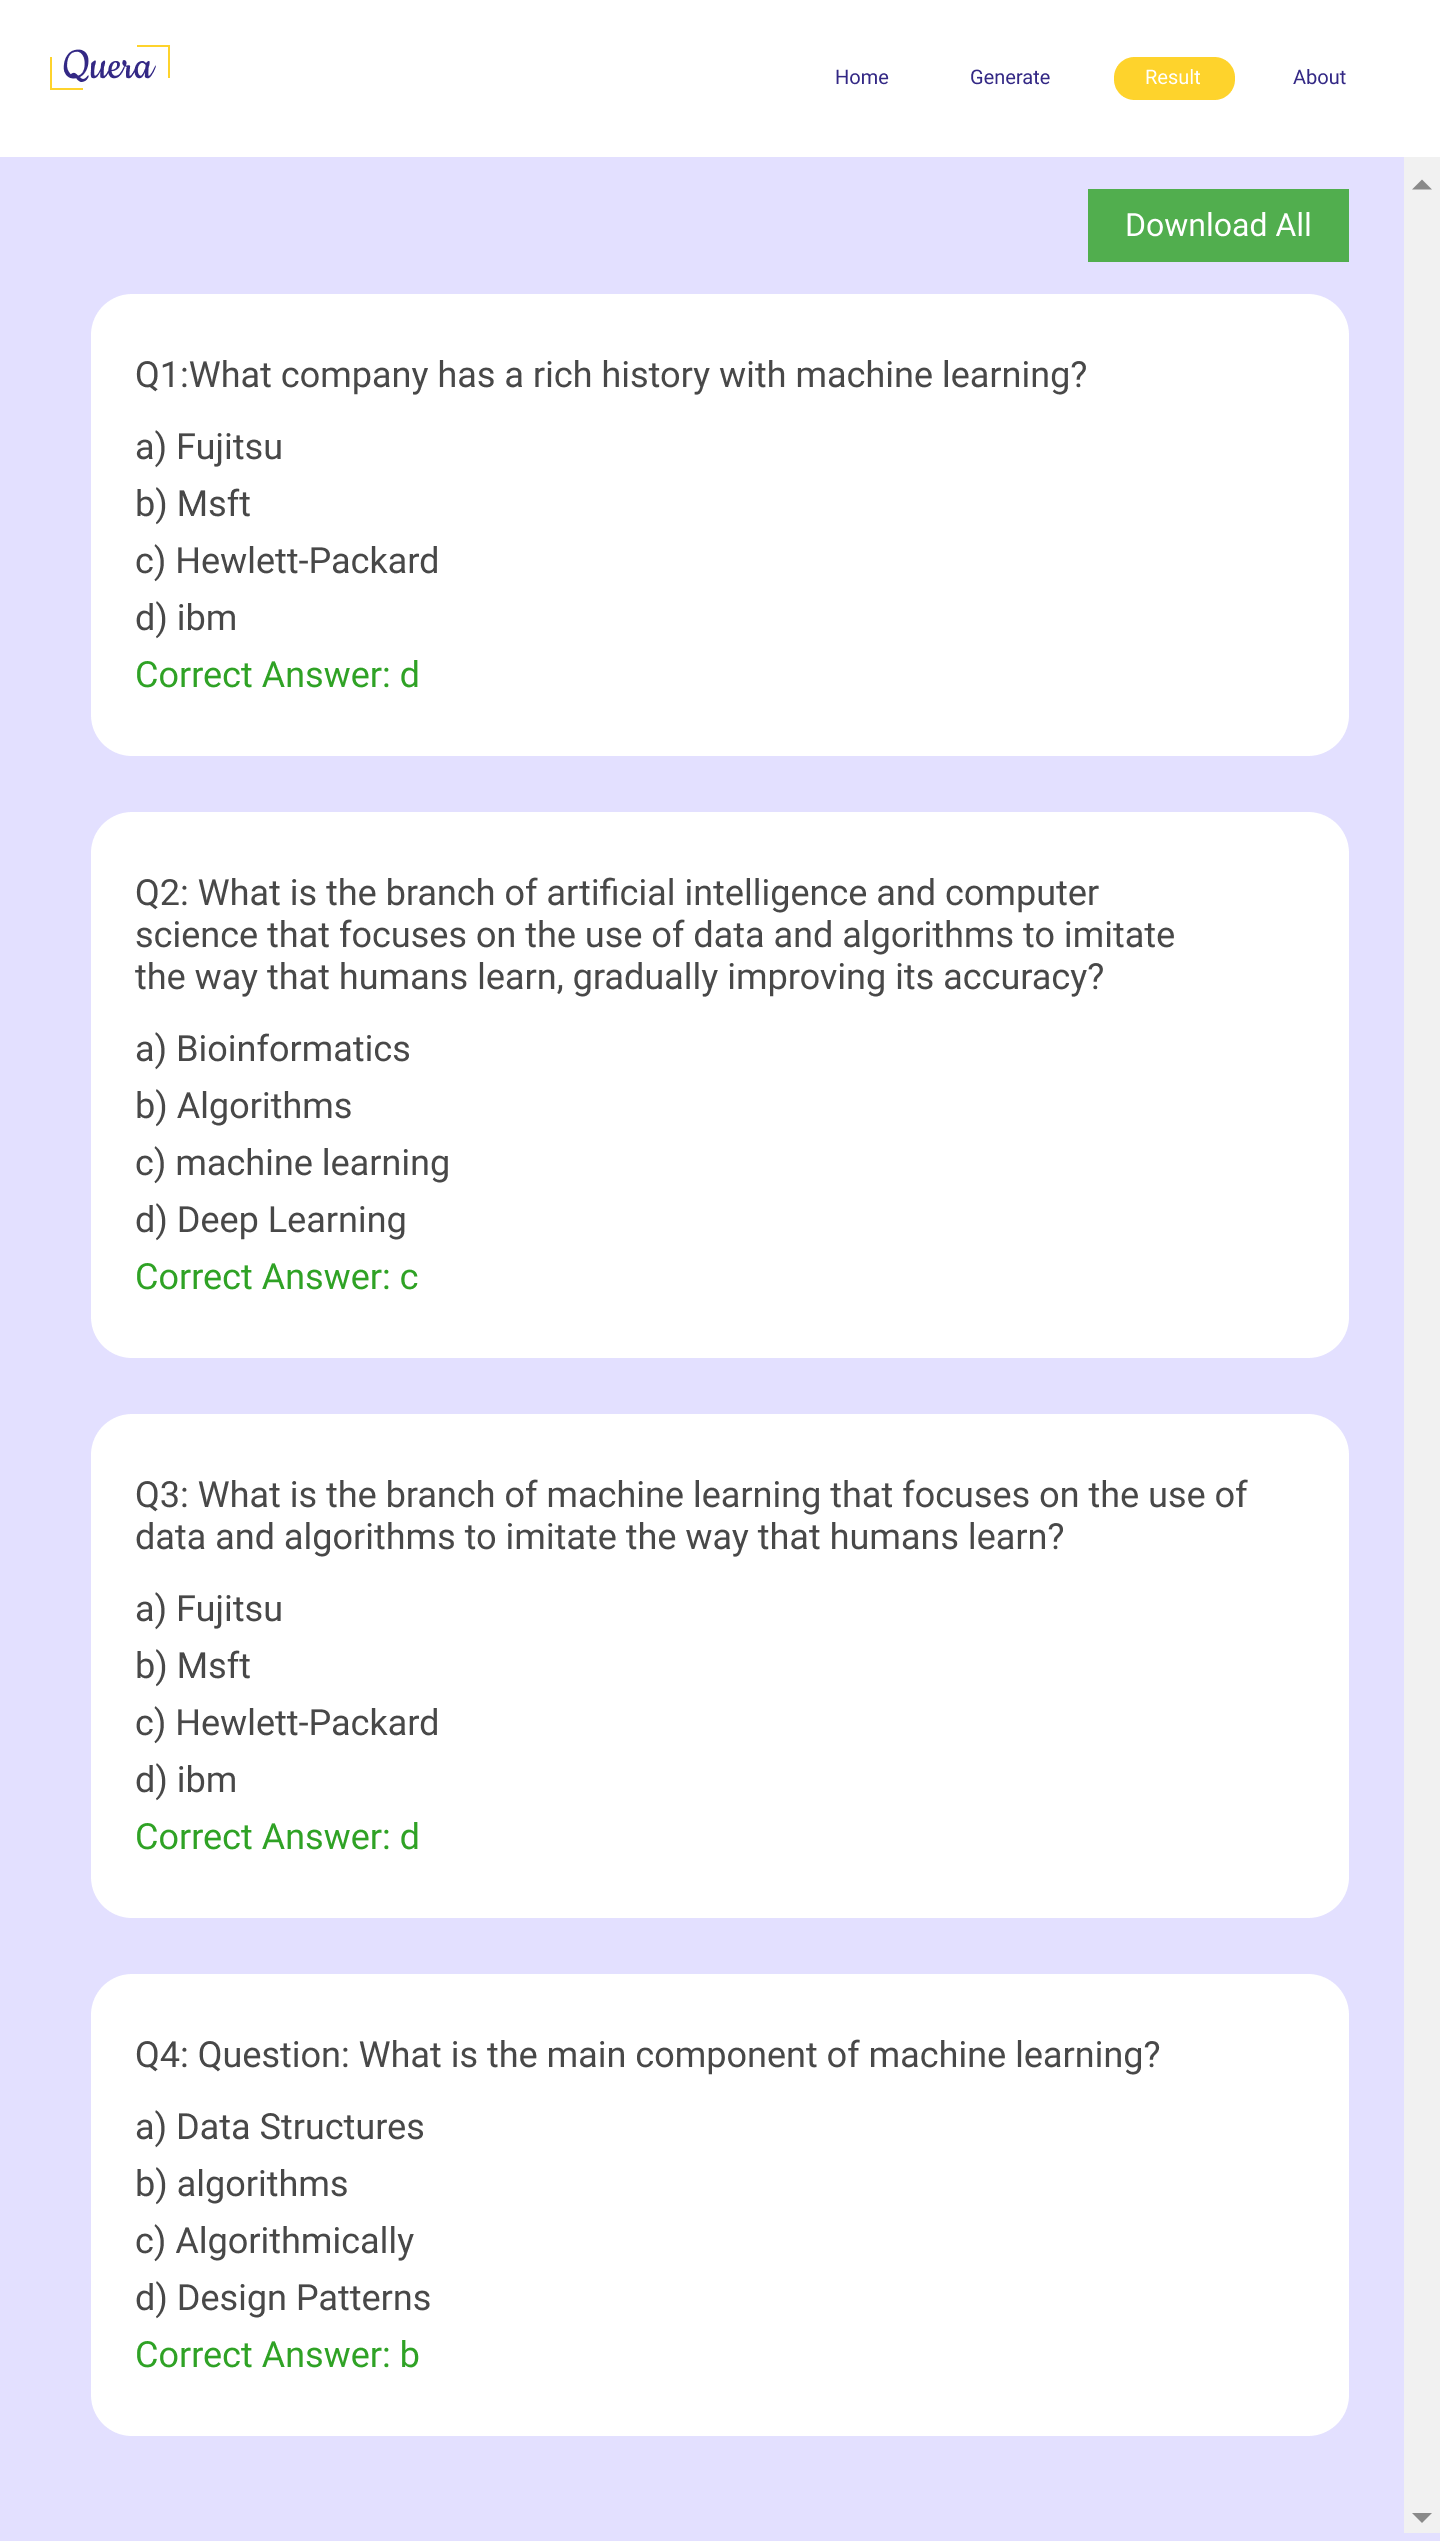 Quera
Home Generate Result About
Download All
Q1:What company has a rich history with machine learning?
a) Fujitsu
b) Msft
c) Hewlett-Packard
d) ibm
Correct Answer: d
Q2: What is the branch of artificial intelligence and computer
science that focuses on the use of data and algorithms to imitate
the way that humans learn, gradually improving its accuracy?
a) Bioinformatics
b) Algorithms
c) machine learning
d) Deep Learning
Correct Answer: c
Q3: What is the branch of machine learning that focuses on the use of
data and algorithms to imitate the way that humans learn?
a) Fujitsu
b) Msft
c) Hewlett-Packard
d) ibm
Correct Answer: d
Q4: Question: What is the main component of machine learning?
a) Data Structures
b) algorithms
c) Algorithmically
d) Design Patterns
Correct Answer: b